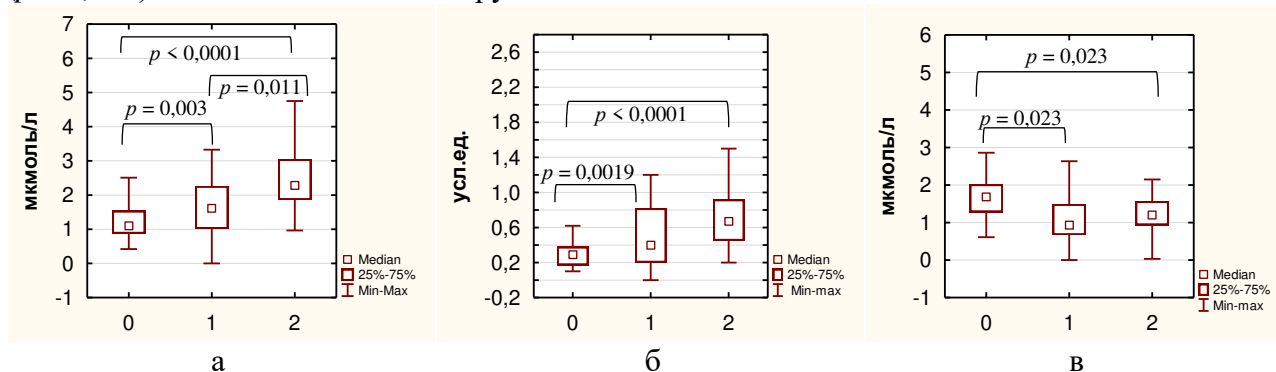 7
6
5
4
3
2
1
0
-1
мкмоль/л
p < 0,0001
p = 0,011
p = 0,003
0 1 2
Median
25%-75%
Min-Max
а
2,6
2,2
1,8
1,4
1,0
0,6
0,2
-0,2
усл.ед.
p < 0,0001
p = 0,0019
0 1 2
Median
25%-75%
Min-max
б
6
5
4
3
2
1
0
-1
мкмоль/л
p = 0,023
p = 0,023
0 1 2
Median
25%-75%
Min-max
в